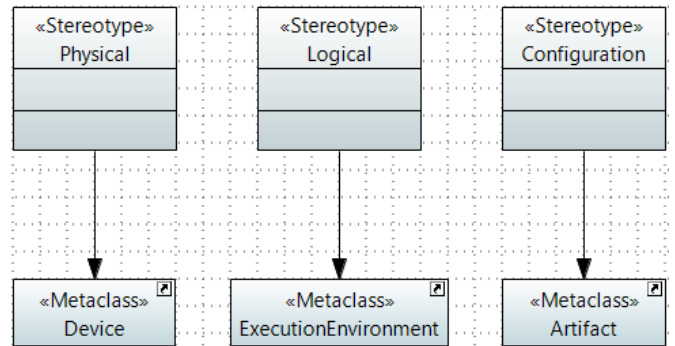 «Stereotype»
Physical
«Stereotype»
Logical
«Stereotype»
Configuration
«Metaclass»
Device
«Metaclass»
ExecutionEnvironment
«Metaclass»
Artifact